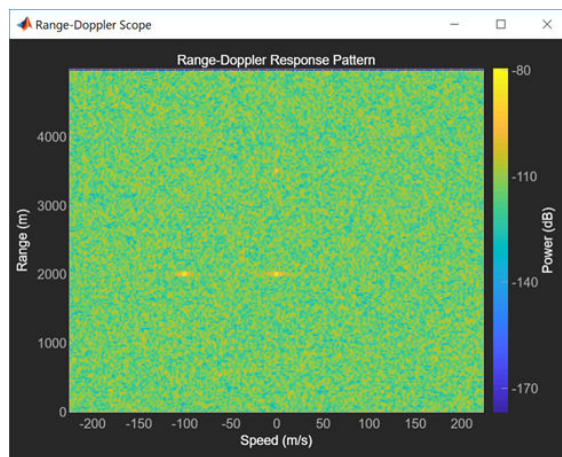 Range-Doppler Scope
Range-Doppler Response Pattern
4000
3000
2000
1000
0
Range (m)
-200 -150 -100 -50 0 50 100 150 200
Speed (m/s)
-80
-110
-140
-170
Power (dB)